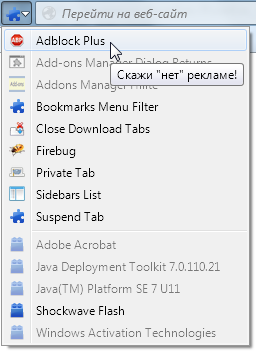 Перейти на веб-сайт
Adblock Plus
Add-ons Manager Dialog Returns
Скажи "нет" рекламе!
Addons Manager Hilite
Bookmarks Menu Filter
Close Download Tabs
Firebug
Private Tab
Sidebars List
Suspend Tab
Adobe Acrobat
Java Deployment Toolkit 7.0.110.21
Java(TM) Platform SE 7 U11
Shockwave Flash
Windows Activation Technologies